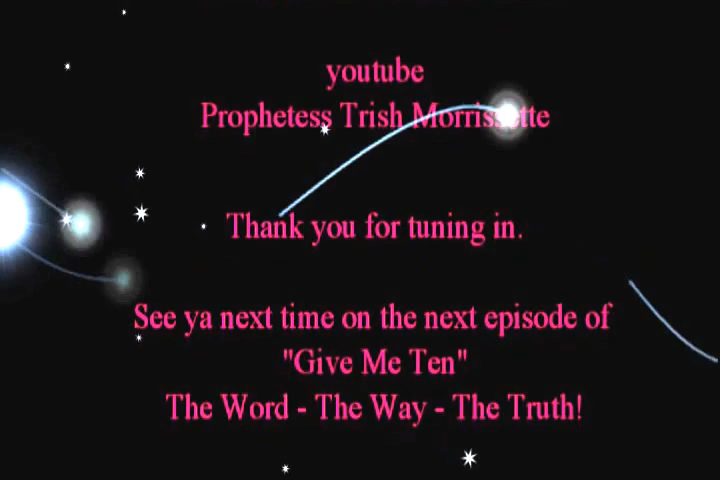 youtube
Prophetess Trish Morrissette
Thank you for tuning in.
See ya next time on the next episode of
"Give Me Ten"
The Word - The Way - The Truth!